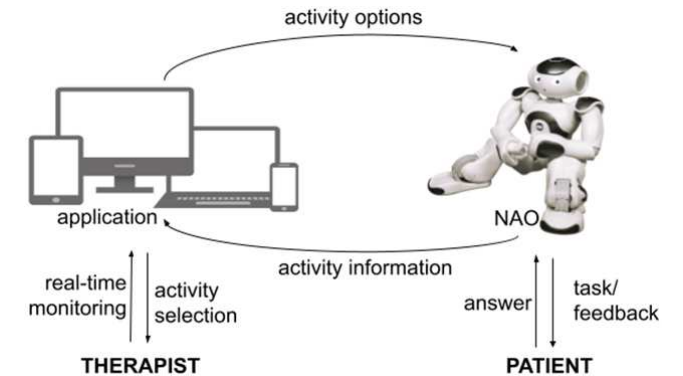 activity options
application
NAO
activity information
real-time
monitoring
activity
selection
answer
task/
feedback
THERAPIST
PATIENT